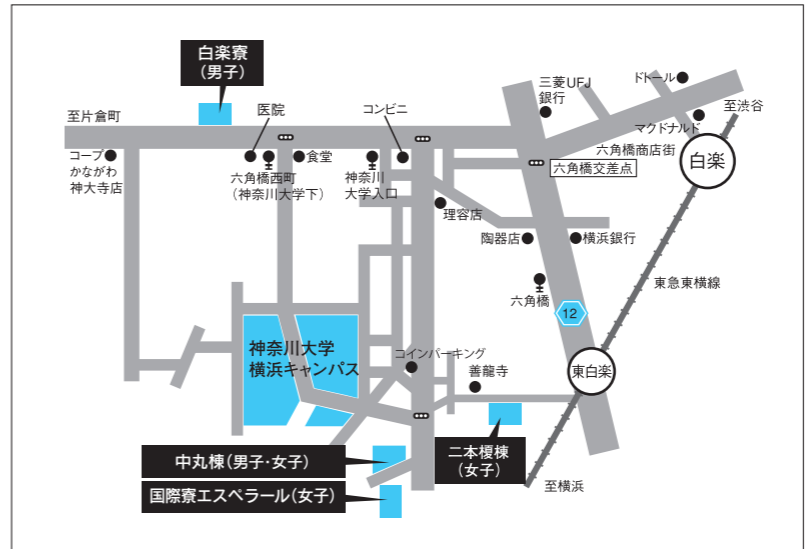 白楽寮
(男子)
三菱UFJ
銀行
ドトール
至渋谷
至片倉町
医院
コンビニ
マクドナルド
六角橋商店街
白楽
コープ
かながわ
神大寺店
六角橋西町
(神奈川大学下)
食堂
神奈川
大学入口
六角橋交差点
理容店
陶器店
横浜銀行
六角橋
東急東横線
12
神奈川大学
横浜キャンパス
コインパーキング
善龍寺
東白楽
中丸棟(男子・女子)
国際寮エスペラール(女子)
二本榎棟
(女子)
至横浜